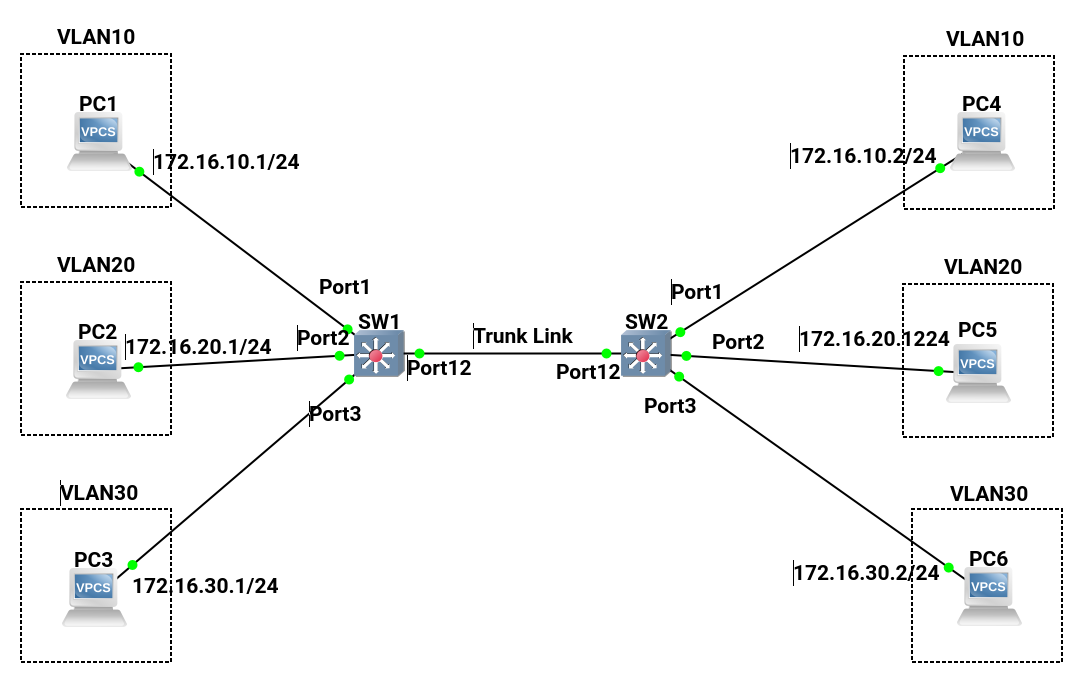 VLAN10
VLAN10
PC1
PC4
VPCS
VPCS
172.16.10.1/24
172.16.10.2/24
VLAN20
VLAN20
Port1
Port1
PC2
SW1
SW2
PC5
172.16.20.1/24
Port2
Trunk Link
Port2
172.16.20.1224
VPCS
VPCS
Port12
Port12
Port3
Port3
VLAN30
VLAN30
PC3
PC6
VPCS
172.16.30.1/24
172.16.30.2/24
VPCS